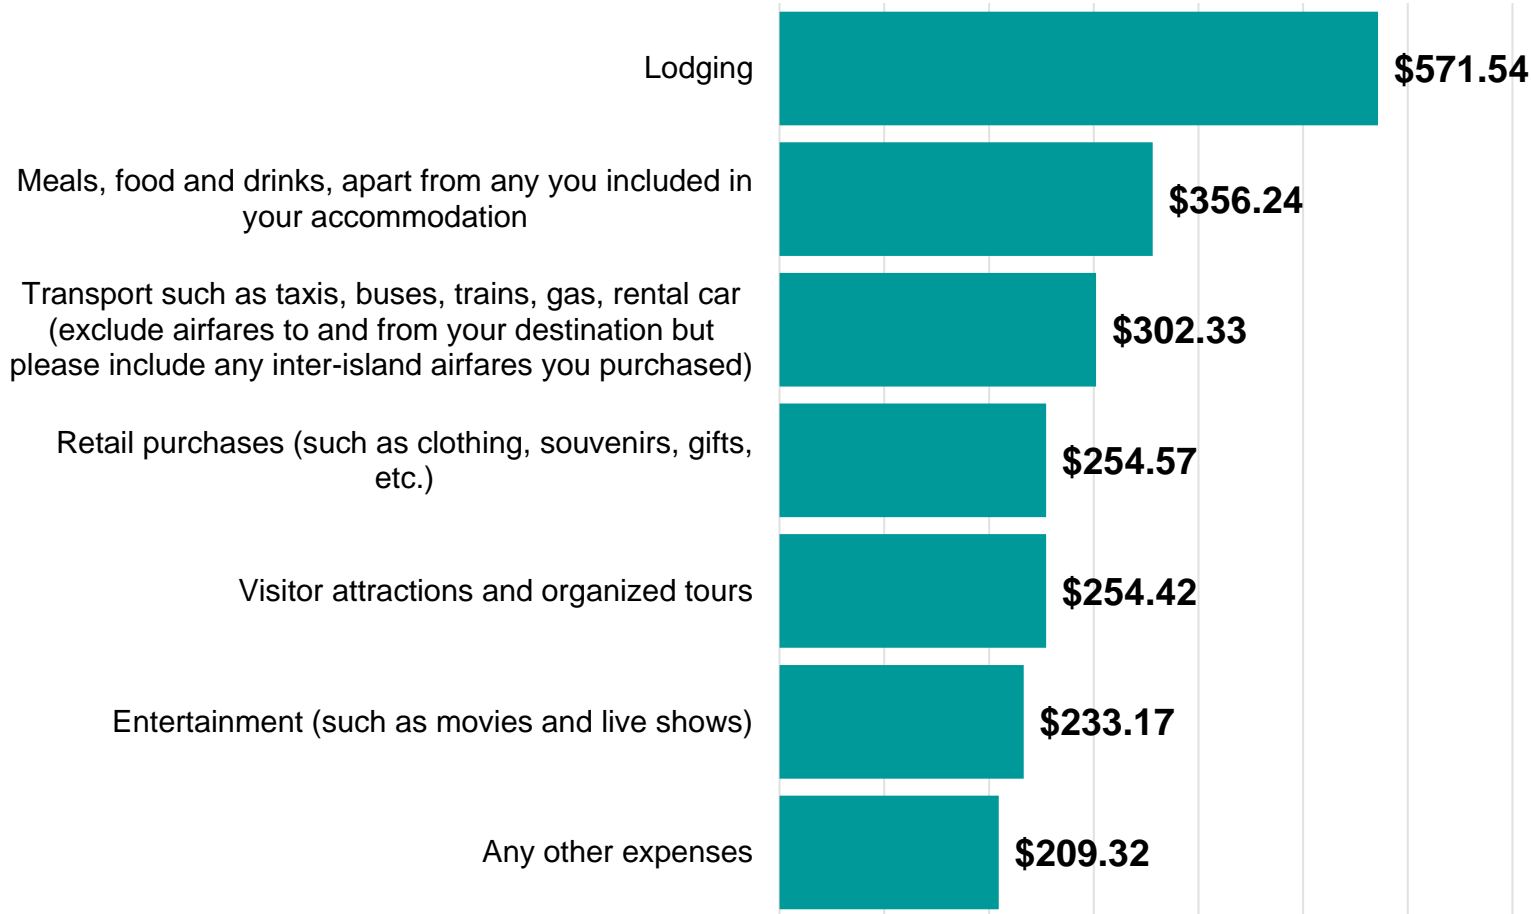 Lodging
$571.54
Meals, food and drinks, apart from any you included in
your accommodation
$356.24
Transport such as taxis, buses, trains, gas, rental car
(exclude airfares to and from your destination but
please include any inter-island airfares you purchased)
$302.33
Retail purchases (such as clothing, souvenirs, gifts,
etc.)
$254.57
Visitor attractions and organized tours
$254.42
Entertainment (such as movies and live shows)
$233.17
Any other expenses
$209.32